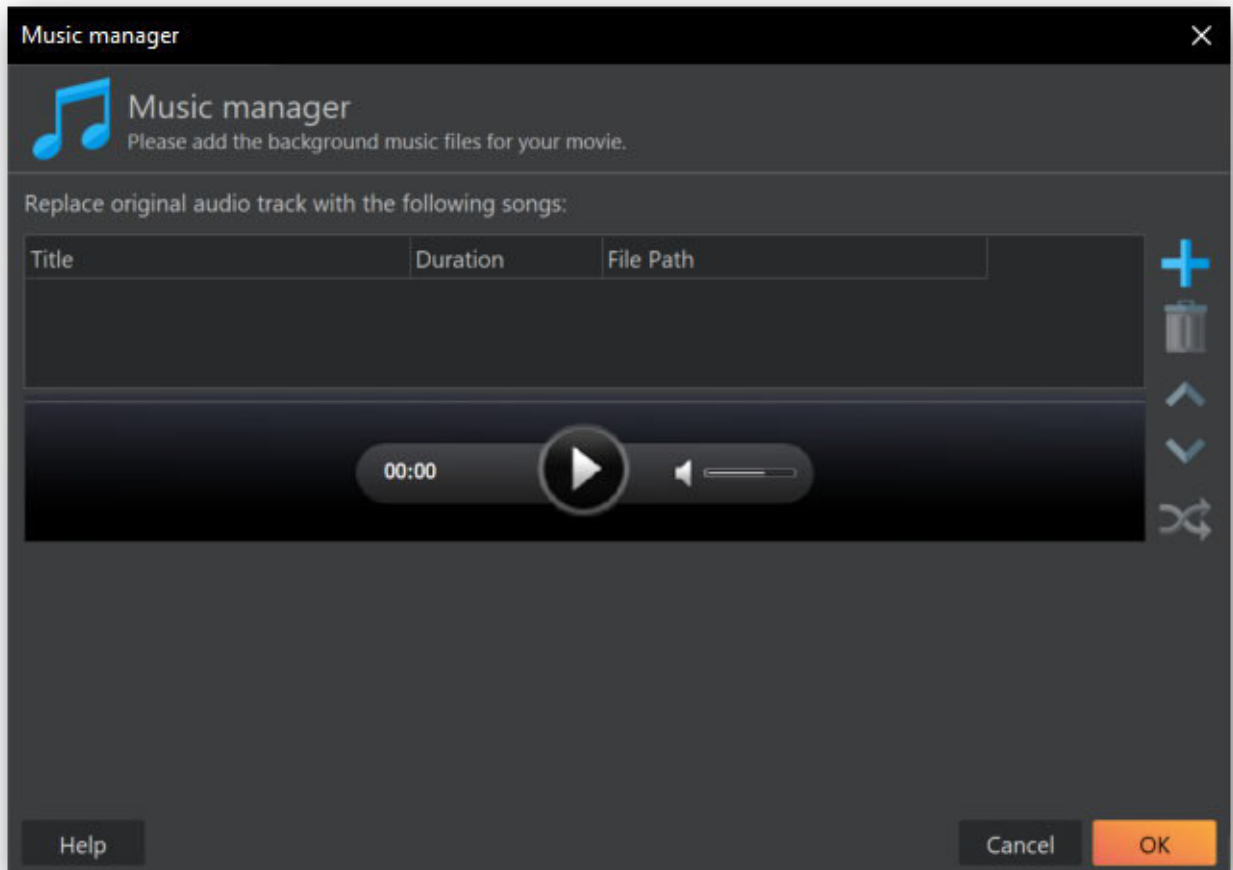 Music manager
Music manager
Please add the background music files for your movie.
Replace original audio track with the following songs:
Title Duration File Path
00:00
Help Cancel OK